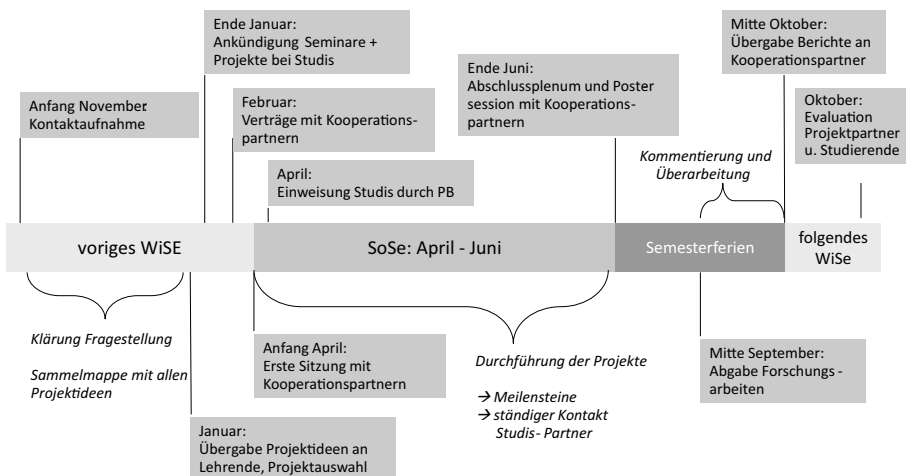 Ende Januar:
Ankündigung Seminare +
Projekte bei Studis
Mitte Oktober:
Übergabe Berichte an
Kooperationspartner
Anfang November:
Kontaktaufnahme
Februar:
Verträge mit Kooperations-
partnern
Ende Juni:
Abschlussplenum und Poster
session mit Kooperations-
partnern
Oktober:
Evaluation
Projektpartner
u. Studierende
April:
Einweisung Studis durch PB
Kommentierung und
Überarbeitung
voriges WiSE
SoSe: April - Juni
Semesterferien
folgendes
WiSe
Klärung Fragestellung
Sammelmappe mit allen
Projektideen
Anfang April:
Erste Sitzung mit
Kooperationspartnern
Durchführung der Projekte
→ Meilensteine
→ ständiger Kontakt
Studis- Partner
Mitte September:
Abgabe Forschungs -
arbeiten
Januar:
Übergabe Projektideen an
Lehrende, Projektauswahl